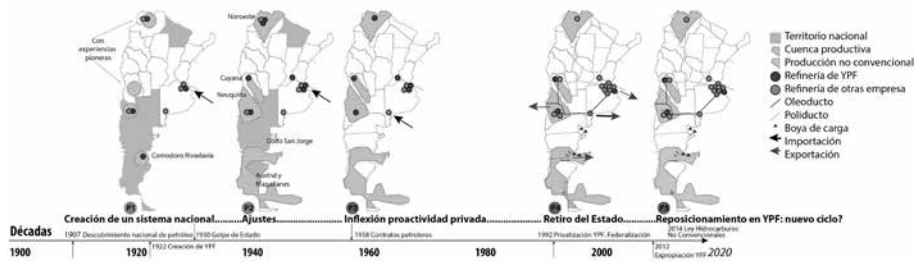 Noroeste
Con
experiencias
pioneras
Cuyana
Neuquina
Golfo San Jorge
Comodoro Rivadavia
Austral y
Magallanes
P1
P2
P3
P4
P5
Territorio nacional
Cuenca productiva
Producción no convencional
Refinería de YPF
Refinería de otras empresa
Oleoducto
Poliducto
Boya de carga
Importación
Exportación
Creación de un sistema nacional.........Ajustes.................Inflexión proactividad privada.................Retiro del Estado.........Reposicionamiento en YPF: nuevo ciclo?
Décadas
1907 Descubrimiento nacional de petróleo
1930 Golpe de Estado
1958 Contratos petroleros
1992 Privatización YPF, Federalización
2014 Ley Hidrocarburos
No Convencionales
1900
1922 Creación de YPF
1920
1940
1960
1980
2000
2012
Expropiación YPF
2020